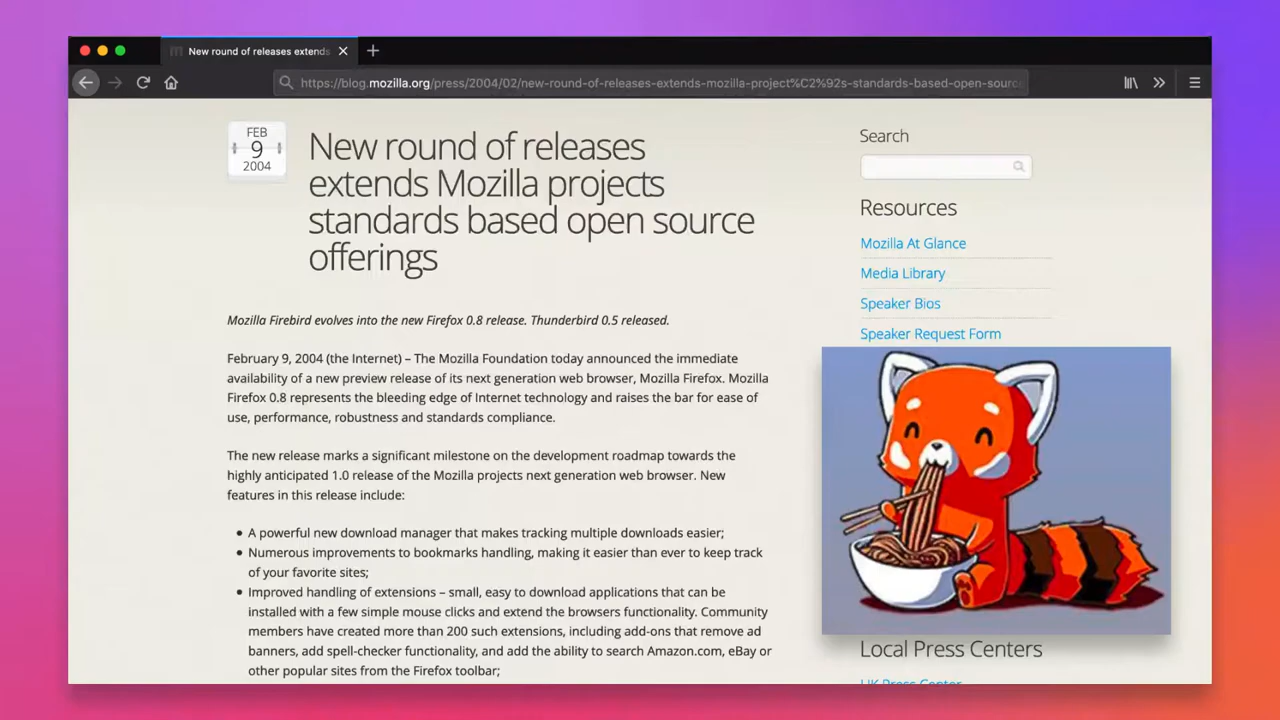 New round of releases extends
https://blog.mozilla.org/press/2004/02/new-round-of-releases-extends-mozilla-project%C2%92s-standards-based-open-sourc
FEB
9
2004
New round of releases
extends Mozilla projects
standards based open source
offerings
Mozilla Firebird evolves into the new Firefox 0.8 release. Thunderbird 0.5 released.
February 9, 2004 (the Internet) – The Mozilla Foundation today announced the immediate
availability of a new preview release of its next generation web browser, Mozilla Firefox. Mozilla
Firefox 0.8 represents the bleeding edge of Internet technology and raises the bar for ease of
use, performance, robustness and standards compliance.
The new release marks a significant milestone on the development roadmap towards the
highly anticipated 1.0 release of the Mozilla projects next generation web browser. New
features in this release include:
A powerful new download manager that makes tracking multiple downloads easier;
Numerous improvements to bookmarks handling, making it easier than ever to keep track
of your favorite sites;
Improved handling of extensions – small, easy to download applications that can be
installed with a few simple mouse clicks and extend the browsers functionality. Community
members have created more than 200 such extensions, including add-ons that remove ad
banners, add spell-checker functionality, and add the ability to search Amazon.com, eBay or
other popular sites from the Firefox toolbar;
Search
Resources
Mozilla At Glance
Media Library
Speaker Bios
Speaker Request Form
Local Press Centers
UK Press Center